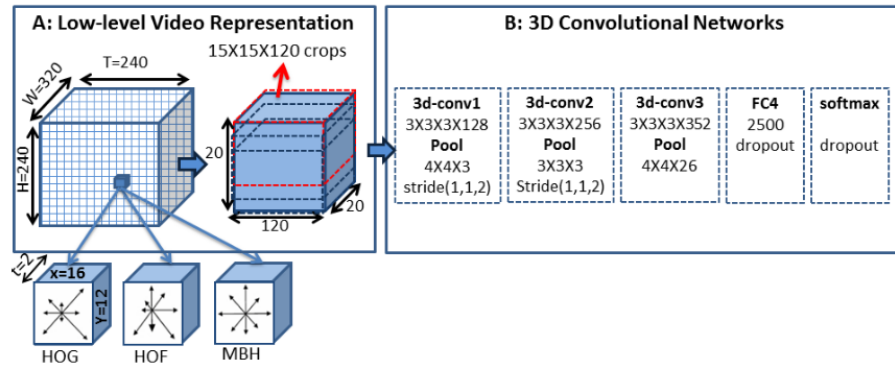 A: Low-level Video Representation
T=240
15X15X120 crops
W=320
H=240
20
20
120
t=2
x=16
Y=12
HOG
HOF
MBH
B: 3D Convolutional Networks
3d-conv1
3X3X3X128
Pool
4X4X3
stride(1,1,2)
3d-conv2
3X3X3X256
Pool
3X3X3
Stride(1,1,2)
3d-conv3
3X3X3X352
Pool
4X4X26
FC4
2500
dropout
softmax
dropout